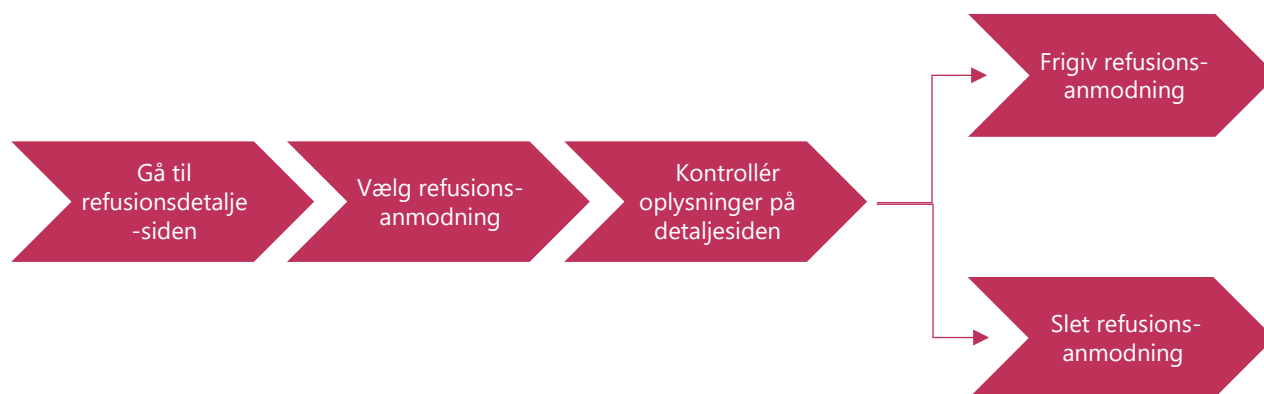 Gå til
refusionsdetalje
-siden
Vælg refusions-
anmodning
Kontrollér
oplysninger på
detaljesiden
Frigiv refusions-
anmodning
Slet refusions-
anmodning